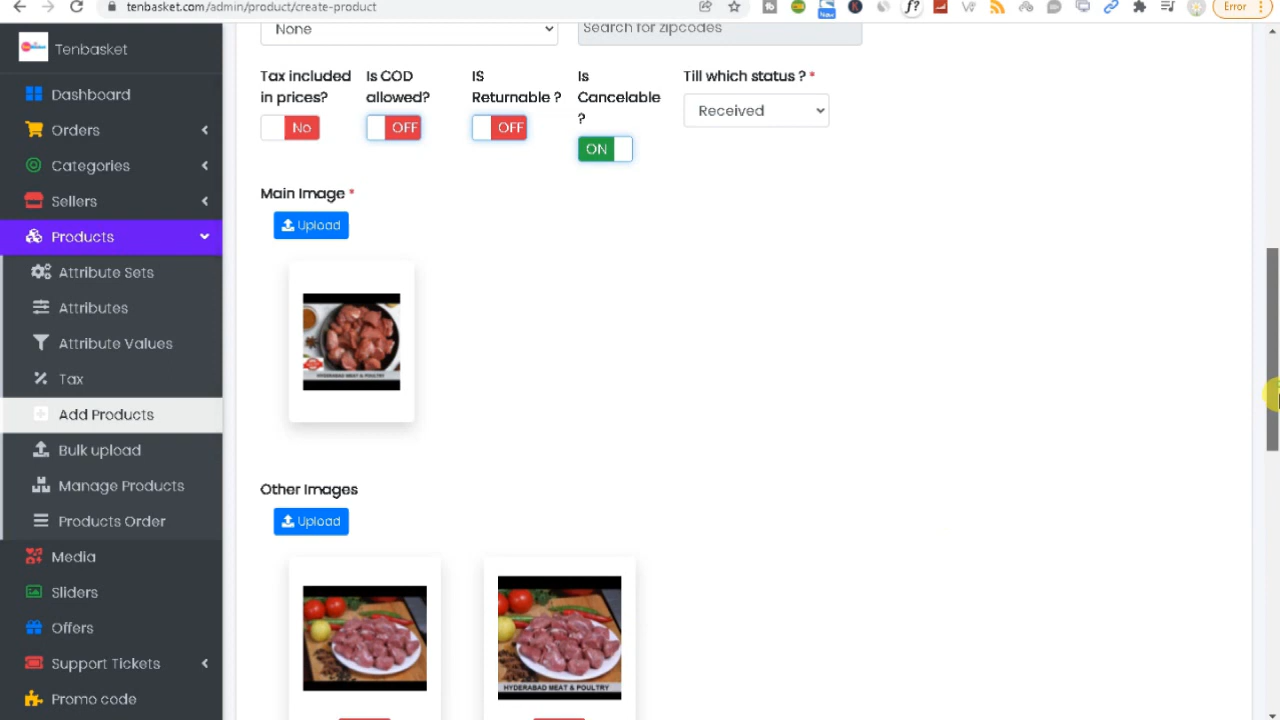 tenbasket.com/admin/product/create-product
New
f?
Error
Tenbasket
Dashboard
Orders
Categories
Sellers
Products
Attribute Sets
Attributes
Attribute Values
Tax
Add Products
Bulk upload
Manage Products
Products Order
Media
Sliders
Offers
Support Tickets
Promo code
None
Search for zipcodes
Tax included in prices?
No
Is COD allowed?
OFF
IS Returnable ?
OFF
Is Cancelable ?
ON
Till which status ? *
Received
Main Image *
Upload
HYDERABAD MEAT & POULTRY
Other Images
Upload
HYDERABAD MEAT & POULTRY